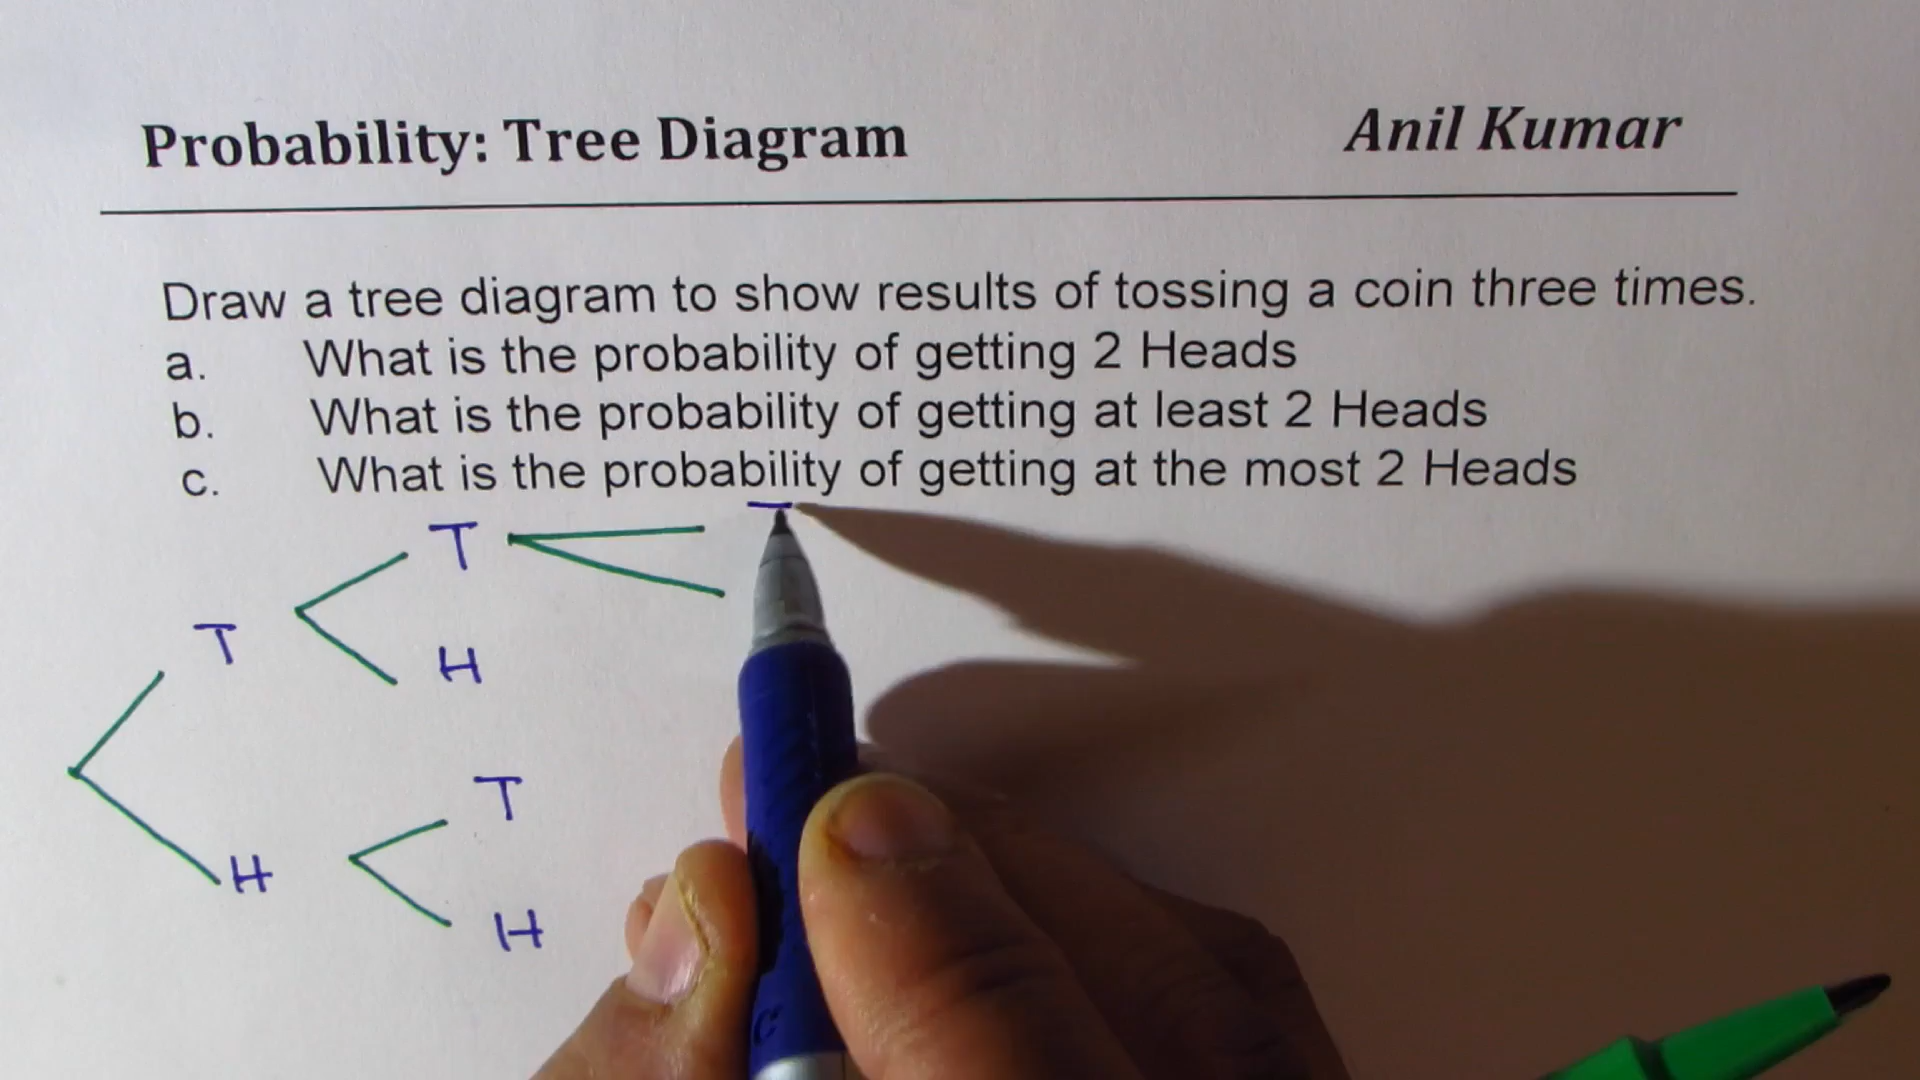 Probability: Tree Diagram Anil Kumar
Draw a tree diagram to show results of tossing a coin three times.
a. What is the probability of getting 2 Heads
b. What is the probability of getting at least 2 Heads
c. What is the probability of getting at the most 2 Heads
T
T
H
T
H
H